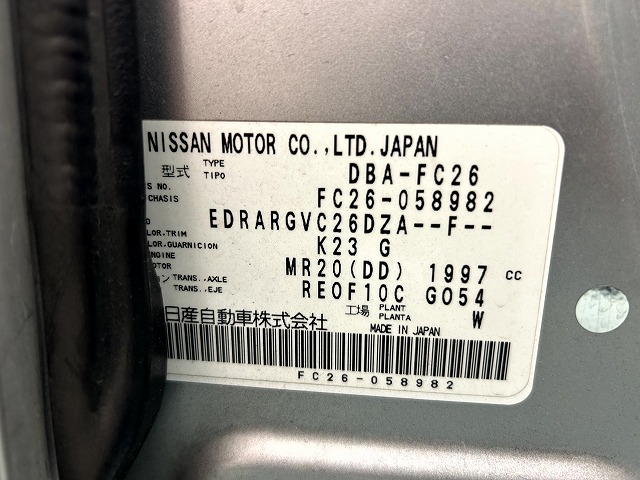 NISSAN MOTOR CO.,LTD.JAPAN
型式 TYPE TIPO DBA-FC26
S NO. CHASIS FC26-058982
EDRARGVC26DZA--F--
LOR,TRIM LOR,GUARNICION K23 G
ENGINE MOTOR MR20(DD) 1997 cc
TRANS.,AXLE TRANS.,EJE RE0F10C G054
工場 PLANT PLANTA W
日産自動車株式会社 MADE IN JAPAN
FC26-058982